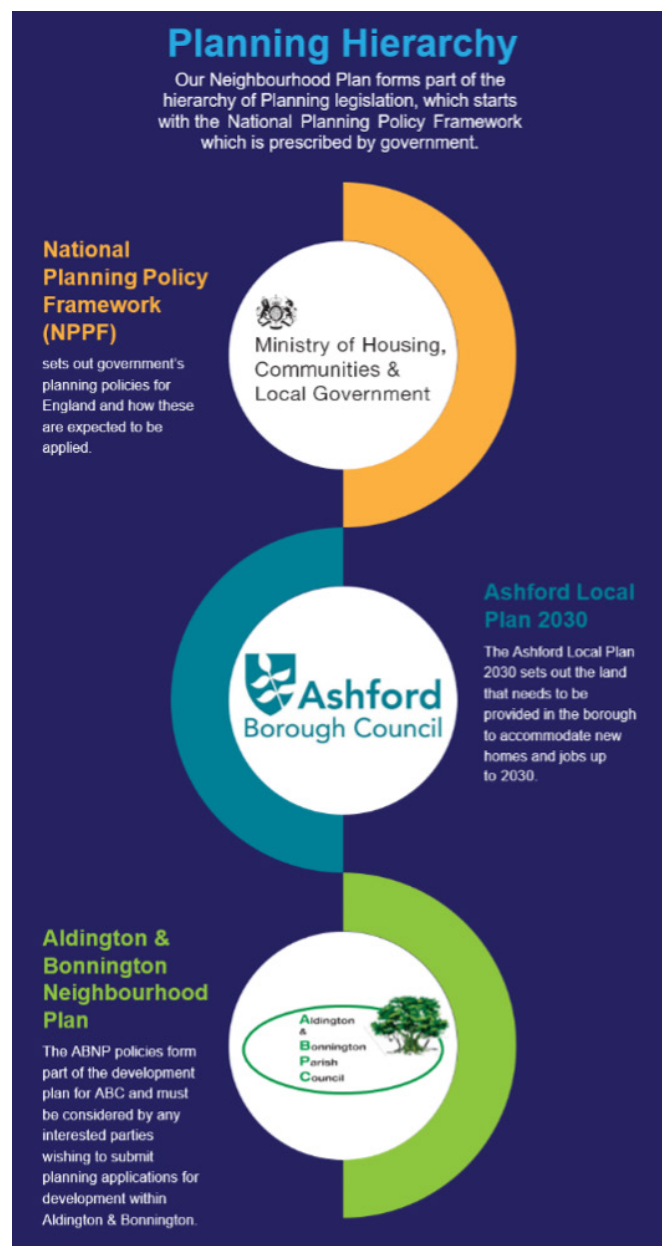 Planning Hierarchy
Our Neighbourhood Plan forms part of the
hierarchy of Planning legislation, which starts
with the National Planning Policy Framework
which is prescribed by government.
National
Planning Policy
Framework
(NPPF)
sets out government's
planning policies for
England and how these
are expected to be
applied.
Ministry of Housing,
Communities &
Local Government
Ashford Local
Plan 2030
The Ashford Local Plan
2030 sets out the land
that needs to be
provided in the borough
to accommodate new
homes and jobs up
to 2030.
Ashford
Borough Council
Aldington &
Bonnington
Neighbourhood
Plan
The ABNP policies form
part of the development
plan for ABC and must
be considered by any
interested parties
wishing to submit
planning applications for
development within
Aldington & Bonnington.
Aldington
&
Bonnington
Parish
Council